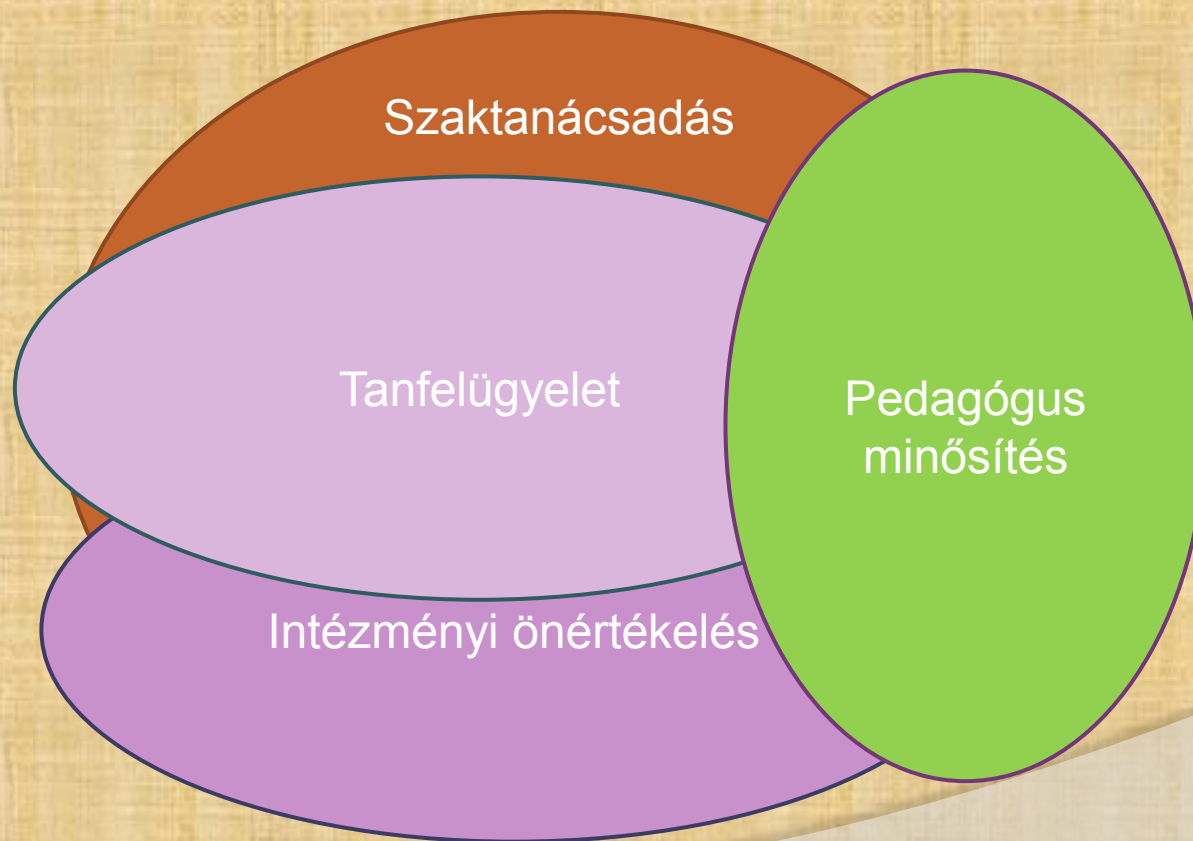 Szaktanácsadás
Tanfelügyelet
Pedagógus
minősítés
Intézményi önértékelés